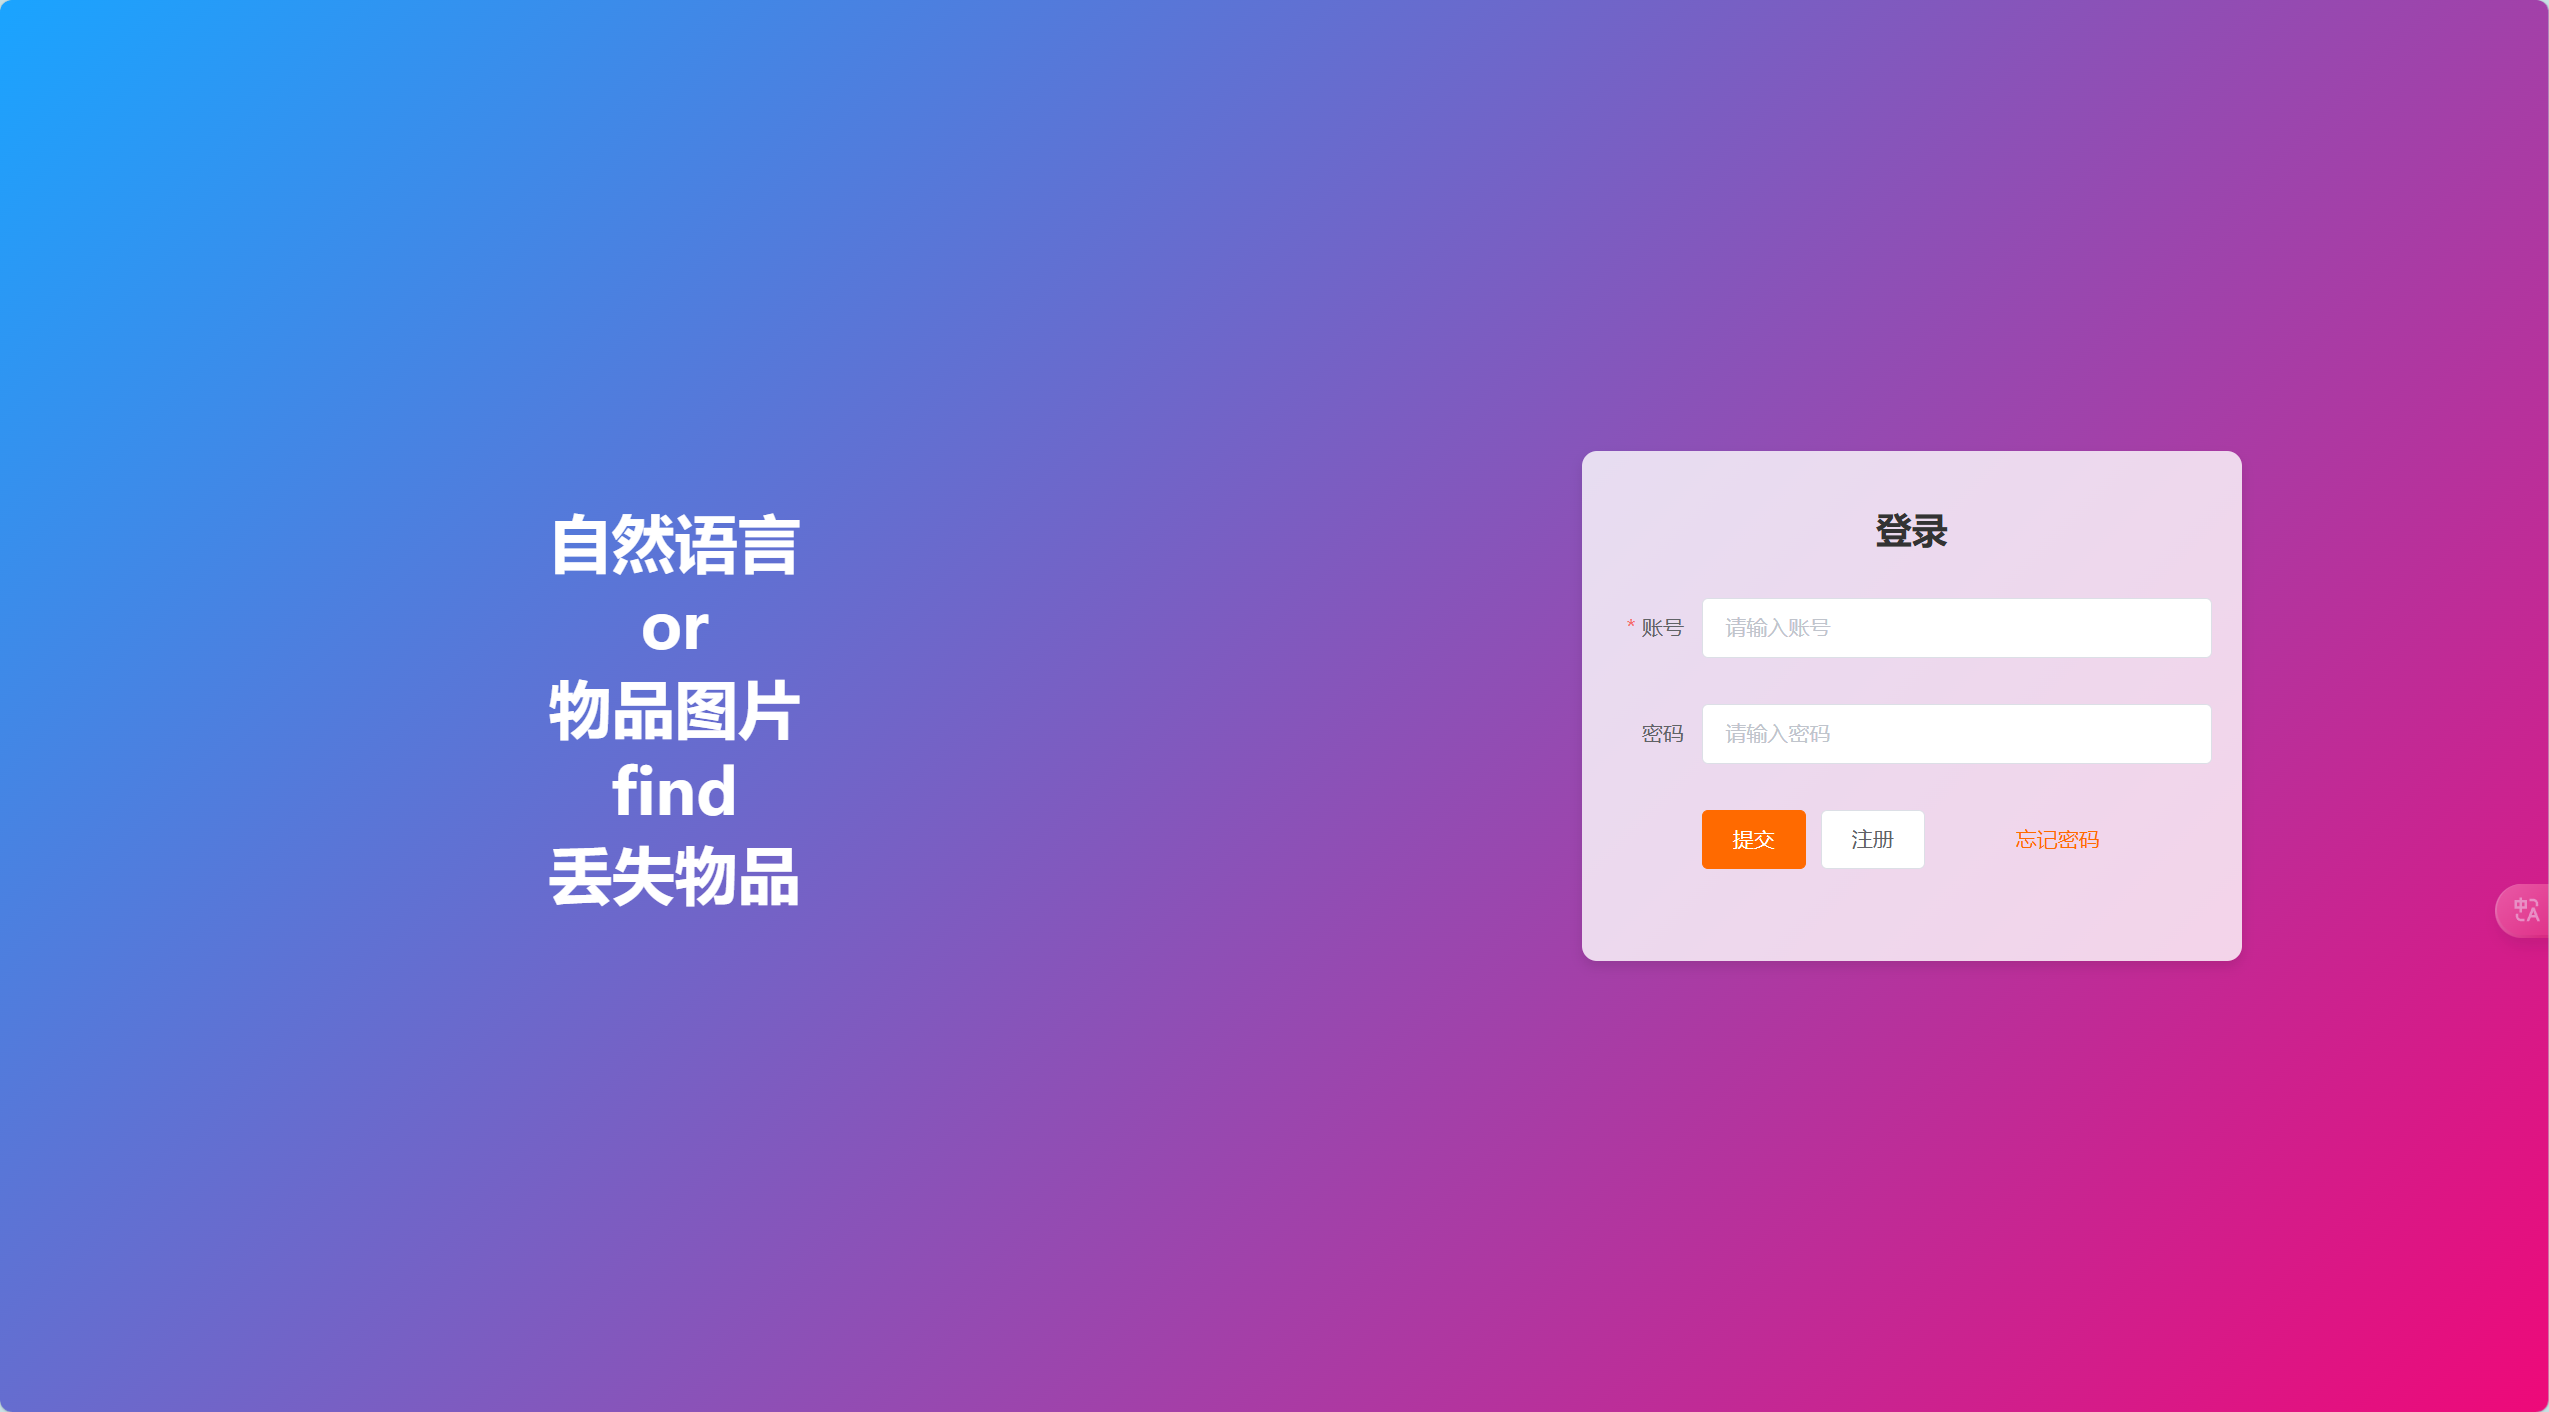 自然语言
or
物品图片
find
丢失物品
登录
* 账号 请输入账号
密码 请输入密码
提交 注册 忘记密码
中A